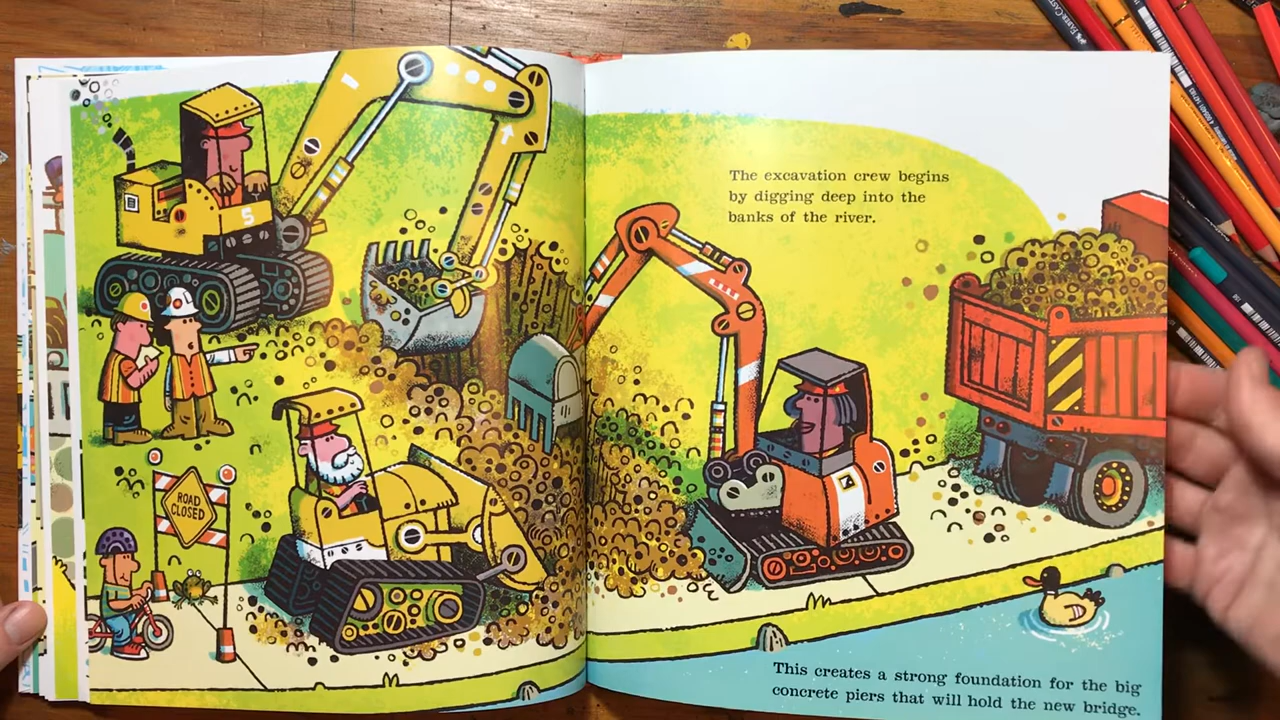 S
ROAD
CLOSED
The excavation crew begins
by digging deep into the
banks of the river.
This creates a strong foundation for the big
concrete piers that will hold the new bridge.